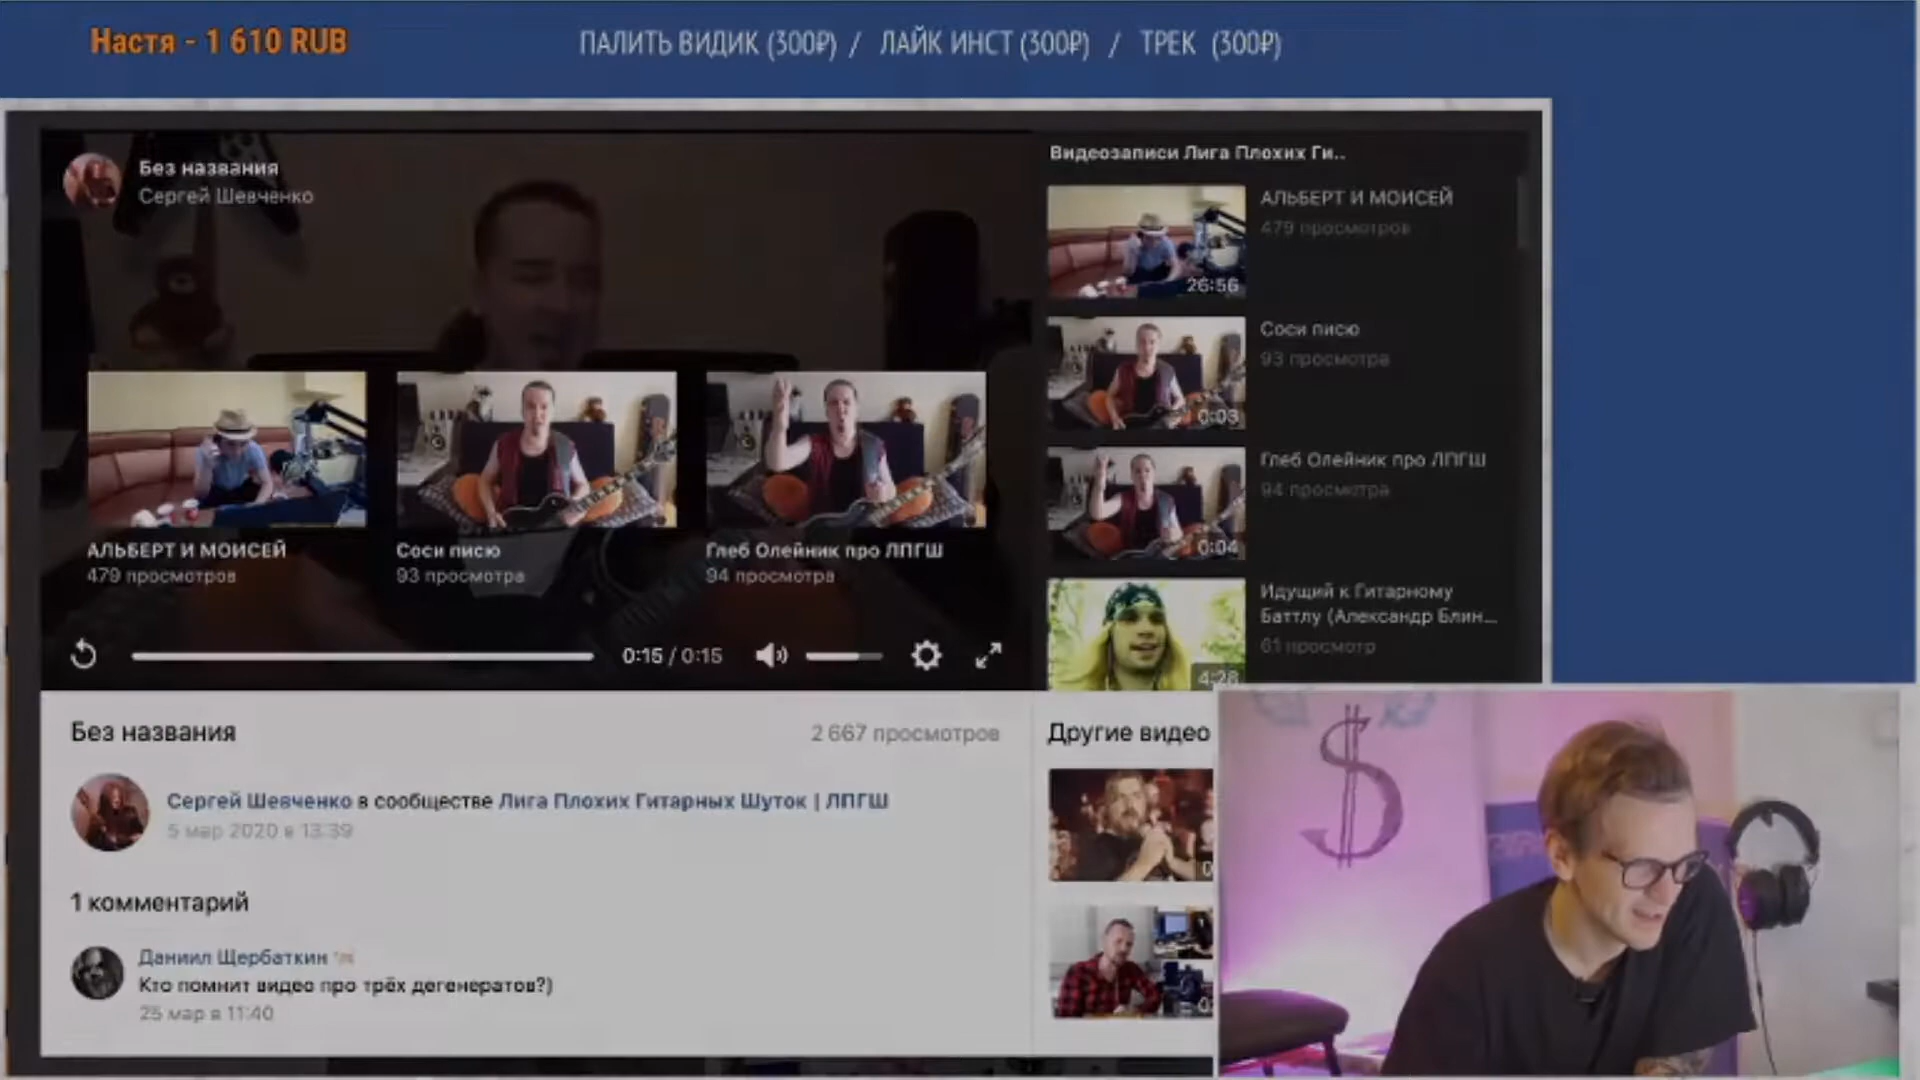 Настя - 1 610 RUB
ПАЛИТЬ ВИДИК (300₽) / ЛАЙК ИНСТ (300₽) / ТРЕК (300₽)
Без названия
Сергей Шевченко
АЛЬБЕРТ И МОИСЕЙ
479 просмотров
Соси писю
93 просмотра
Глеб Олейник про ЛПГШ
94 просмотра
0:15 / 0:15
Видеозаписи Лига Плохих Ги..
АЛЬБЕРТ И МОИСЕЙ
479 просмотров
26:56
Соси писю
93 просмотра
0:03
Глеб Олейник про ЛПГШ
94 просмотра
0:04
Идущий к Гитарному
Баттлу (Александр Блин...
61 просмотр
4:28
Без названия
2 667 просмотров
Сергей Шевченко в сообществе Лига Плохих Гитарных Шуток | ЛПГШ
5 мар 2020 в 13:39
1 комментарий
Даниил Щербаткин
Кто помнит видео про трёх дегенератов?)
25 мар в 11:40
Другие видео
0
0
$